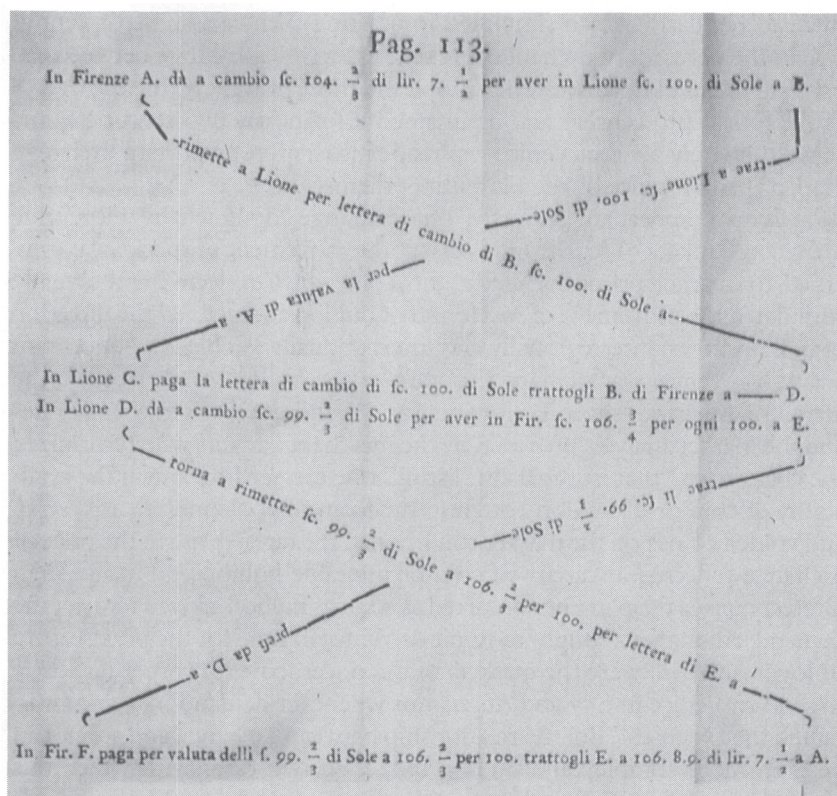 Pag. 113.
In Firenze A. dà a cambio ſc. 104. 2/3 di lir. 7. 1/2 per aver in Lione ſc. 100. di Sole a B.
rimette a Lione per lettera di cambio di B. ſc. 100. di Sole a
trae a Lione ſc. 100. di Sole
per la valuta di A. a
In Lione C. paga la lettera di cambio di ſc. 100. di Sole trattogli B. di Firenze a —— D.
In Lione D. dà a cambio ſc. 99. 2/3 di Sole per aver in Fir. ſc. 106. 3/4 per ogni 100. a E.
torna a rimetter ſc. 99. 2/3 di Sole a 106. 2/3 per 100. per lettera di E. a
trae li ſc. 99. 1/2 di Sole
preſi da D. a
In Fir. F. paga per valuta delli ſ. 99. 2/3 di Sole a 106. 2/3 per 100. trattogli E. a 106. 8.9. di lir. 7. 1/2 a A.